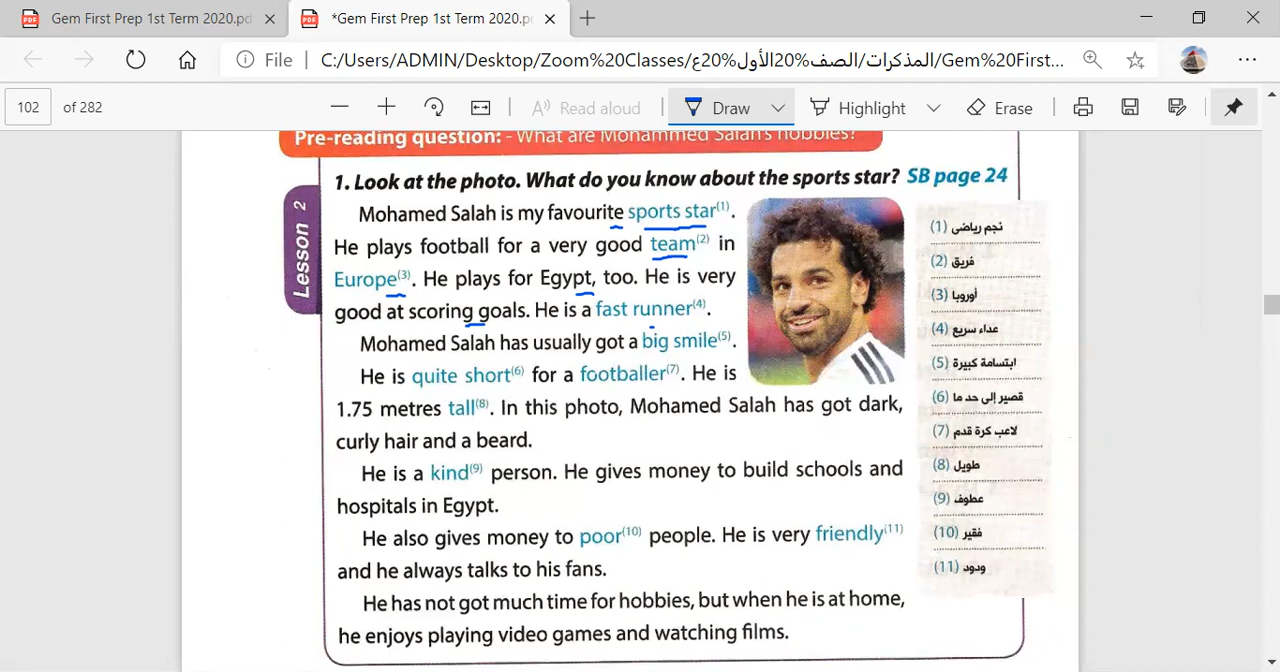 Gem First Prep 1st Term 2020.pd
*Gem First Prep 1st Term 2020.p
File
C:/Users/ADMIN/Desktop/Zoom%20Classes/المذكرات/الصف%20الأول%20ع/Gem%20First...
102 of 282
Read aloud
Draw
Highlight
Erase
Pre-reading question: - What are Mohammed Salah's hobbies?
Lesson 2
1. Look at the photo. What do you know about the sports star? SB page 24
Mohamed Salah is my favourite sports star(1).
He plays football for a very good team(2) in
Europe(3). He plays for Egypt, too. He is very
good at scoring goals. He is a fast runner(4).
Mohamed Salah has usually got a big smile(5).
He is quite short(6) for a footballer(7). He is
1.75 metres tall(8). In this photo, Mohamed Salah has got dark,
curly hair and a beard.
He is a kind(9) person. He gives money to build schools and
hospitals in Egypt.
He also gives money to poor(10) people. He is very friendly(11)
and he always talks to his fans.
He has not got much time for hobbies, but when he is at home,
he enjoys playing video games and watching films.
(1) نجم رياضى
(2) فريق
(3) أوروبا
(4) عداء سريع
(5) ابتسامة كبيرة
(6) قصير إلى حد ما
(7) لاعب كرة قدم
(8) طويل
(9) عطوف
(10) فقير
(11) ودود